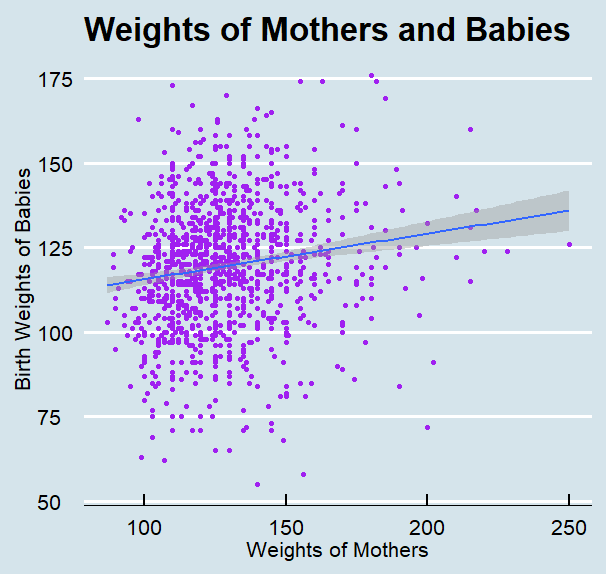 Weights of Mothers and Babies
175
150
125
100
75
50
Birth Weights of Babies
100 150 200 250
Weights of Mothers